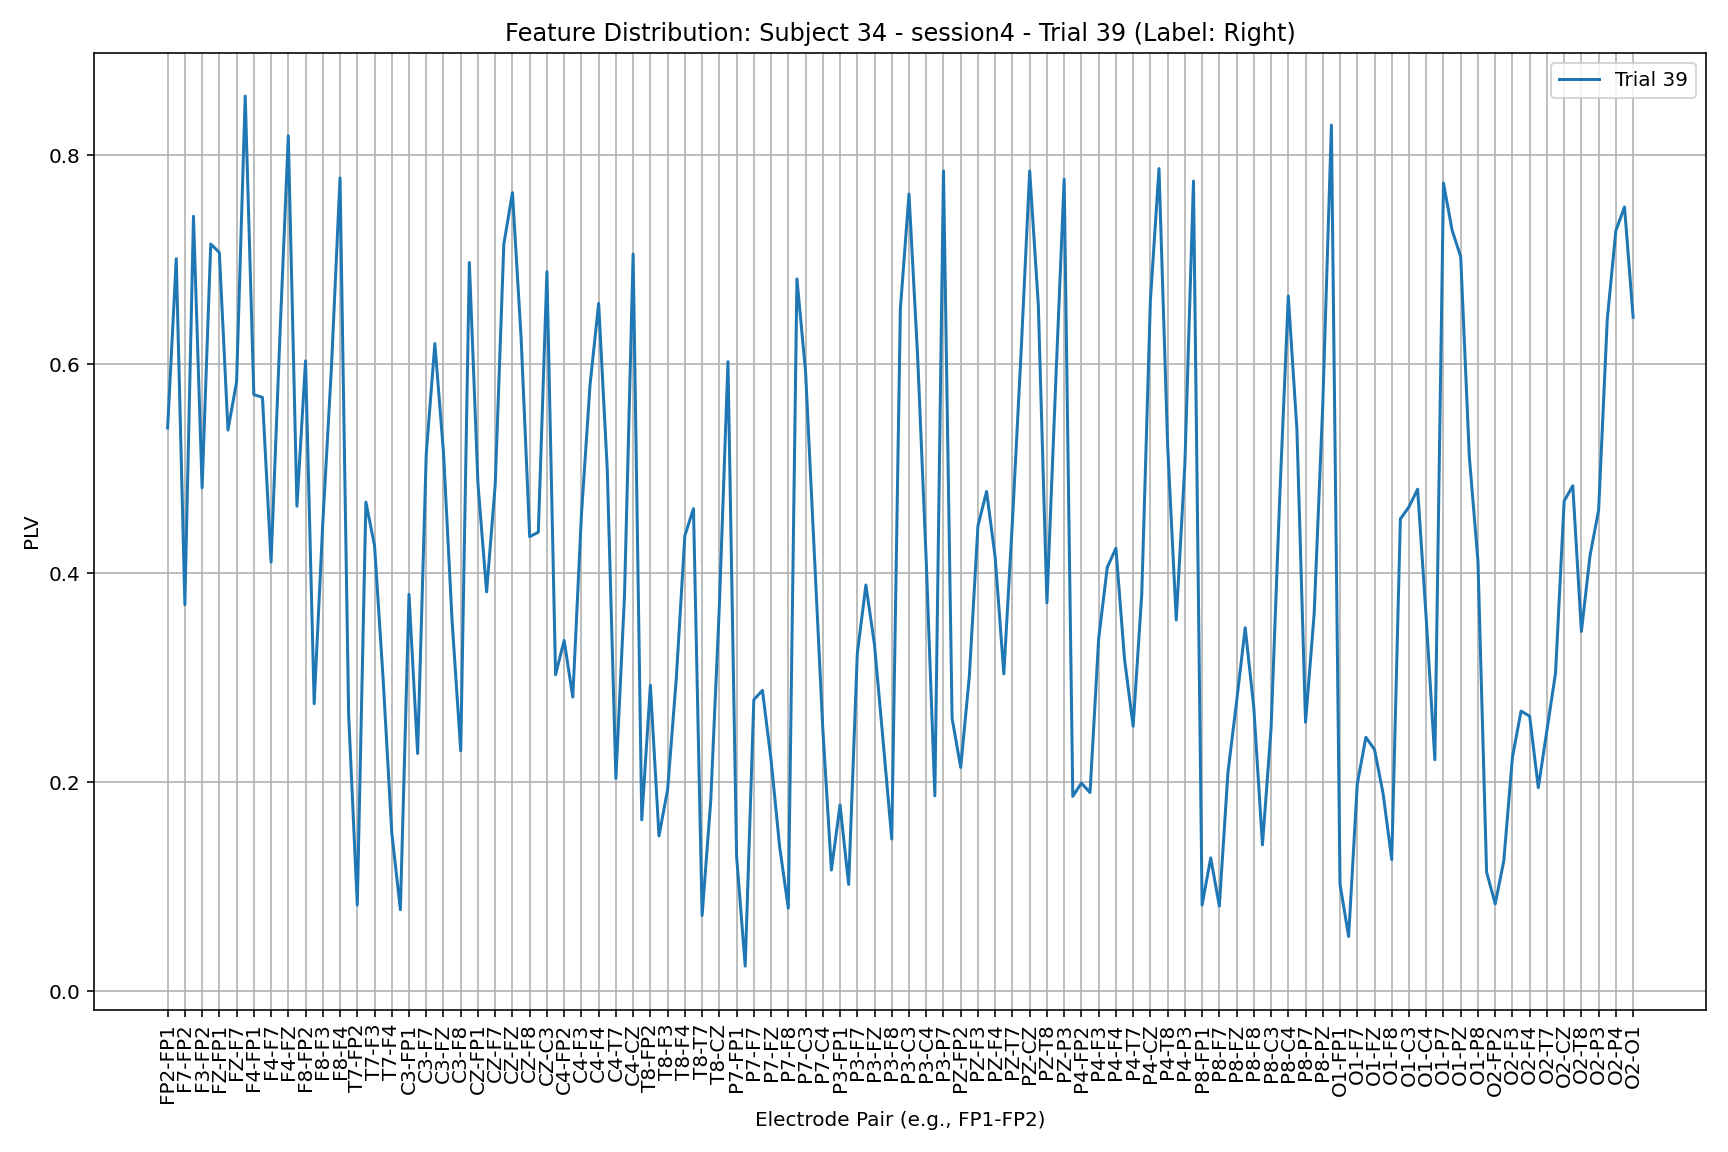 Feature Distribution: Subject 34 - session4 - Trial 39 (Label: Right)
Trial 39
PLV
0.8
0.6
0.4
0.2
0.0
FP2-FP1
F7-FP2
F3-FP2
FZ-FP1
FZ-F7
F4-FP1
F4-F7
F4-FZ
F8-FP2
F8-F3
F8-F4
T7-FP2
T7-F3
T7-F4
C3-FP1
C3-F7
C3-FZ
C3-F8
CZ-FP1
CZ-F7
CZ-FZ
CZ-F8
CZ-C3
C4-FP2
C4-F3
C4-F4
C4-T7
C4-CZ
T8-FP2
T8-F3
T8-F4
T8-T7
T8-CZ
P7-FP1
P7-F7
P7-FZ
P7-F8
P7-C3
P7-C4
P3-FP1
P3-F7
P3-FZ
P3-F8
P3-C3
P3-C4
P3-P7
PZ-FP2
PZ-F3
PZ-F4
PZ-T7
PZ-CZ
PZ-T8
PZ-P3
P4-FP2
P4-F3
P4-F4
P4-T7
P4-CZ
P4-T8
P4-P3
P8-FP1
P8-F7
P8-FZ
P8-F8
P8-C3
P8-C4
P8-P7
P8-PZ
O1-FP1
O1-F7
O1-FZ
O1-F8
O1-C3
O1-C4
O1-P7
O1-PZ
O1-P8
O2-FP2
O2-F3
O2-F4
O2-T7
O2-CZ
O2-T8
O2-P3
O2-P4
O2-O1
Electrode Pair (e.g., FP1-FP2)